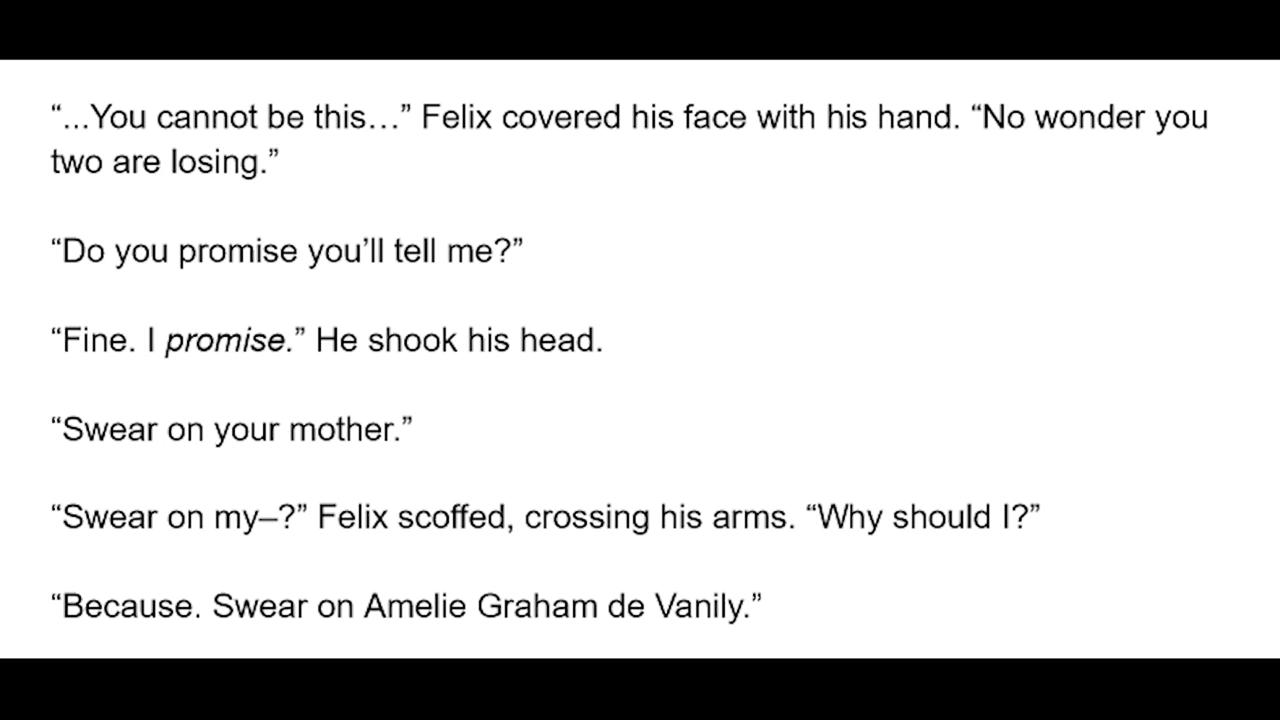 “...You cannot be this…” Felix covered his face with his hand. “No wonder you
two are losing.”
“Do you promise you’ll tell me?”
“Fine. I promise.” He shook his head.
“Swear on your mother.”
“Swear on my–?” Felix scoffed, crossing his arms. “Why should I?”
“Because. Swear on Amelie Graham de Vanily.”